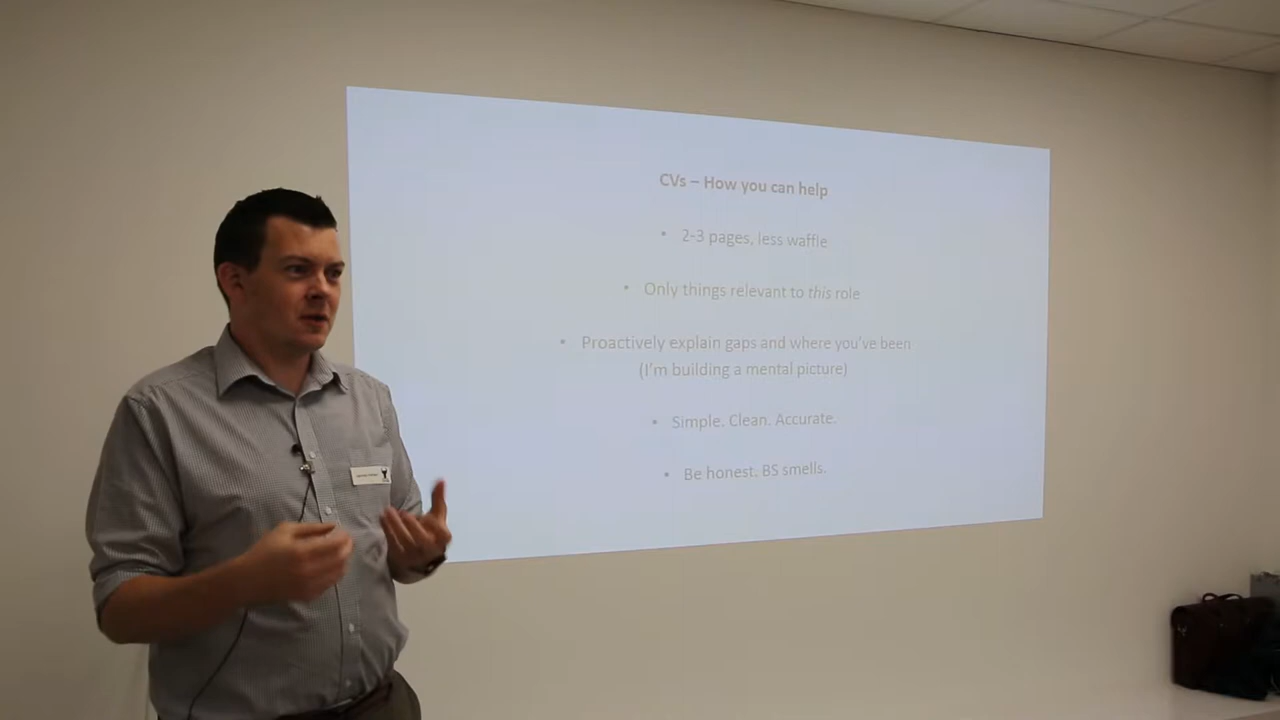 CVs – How you can help
• 2-3 pages, less waffle
• Only things relevant to this role
• Proactively explain gaps and where you've been
(I'm building a mental picture)
• Simple. Clean. Accurate.
• Be honest. BS smells.